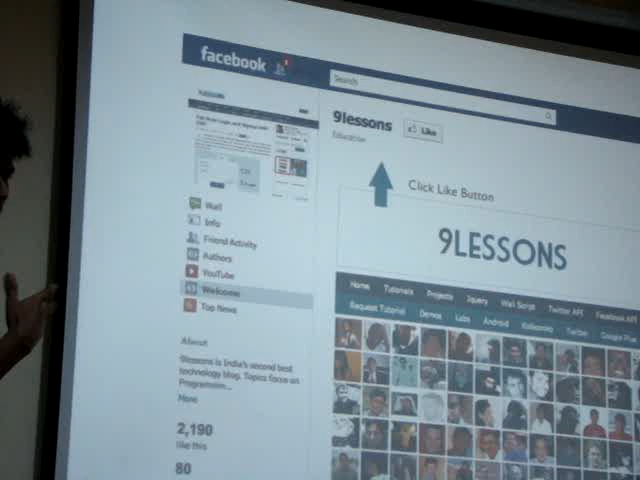 facebook
Search
9lessons
Like
Education
Click Like Button
Wall
Info
Friend Activity
Authors
YouTube
Welcome
Top News
9LESSONS
Home Tutorials Projects Jquery Wall Script Twitter API Facebook API
Request Tutorial Demos Labs Android Twitter Google Plus
About
9lessons is India's second best
technology blog. Topics focus on
Programmin...
More
2,190
like this
80